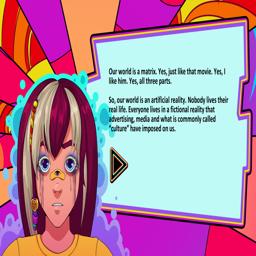 Our world is a matrix. Yes, just like that movie. Yes, I
like him. Yes, all three parts.
So, our world is an artificial reality. Nobody lives their
real life. Everyone lives in a fictional reality that
advertising, media and what is commonly called
"culture" have imposed on us.